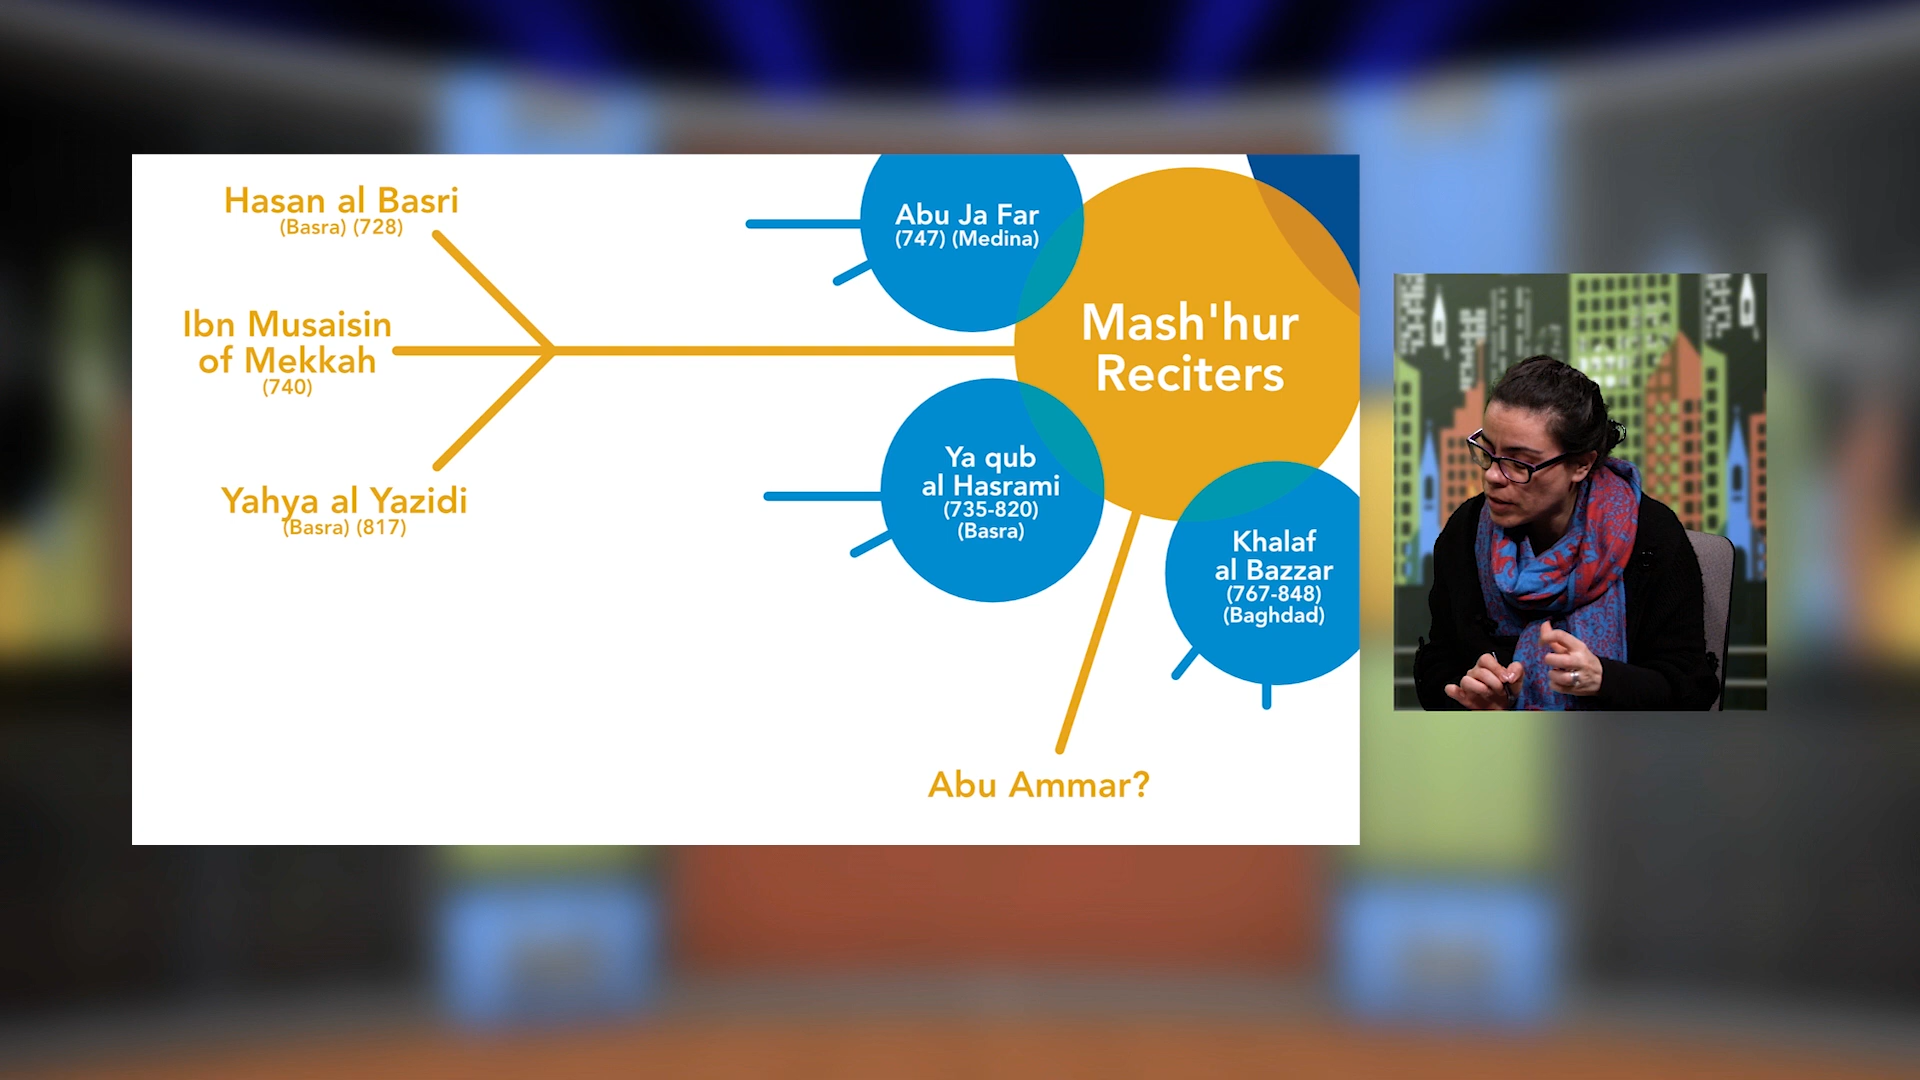 Hasan al Basri
(Basra) (728)
Ibn Musaisin
of Mekkah
(740)
Yahya al Yazidi
(Basra) (817)
Abu Ja Far
(747) (Medina)
Mash'hur
Reciters
Ya qub
al Hasrami
(735-820)
(Basra)
Khalaf
al Bazzar
(767-848)
(Baghdad)
Abu Ammar?